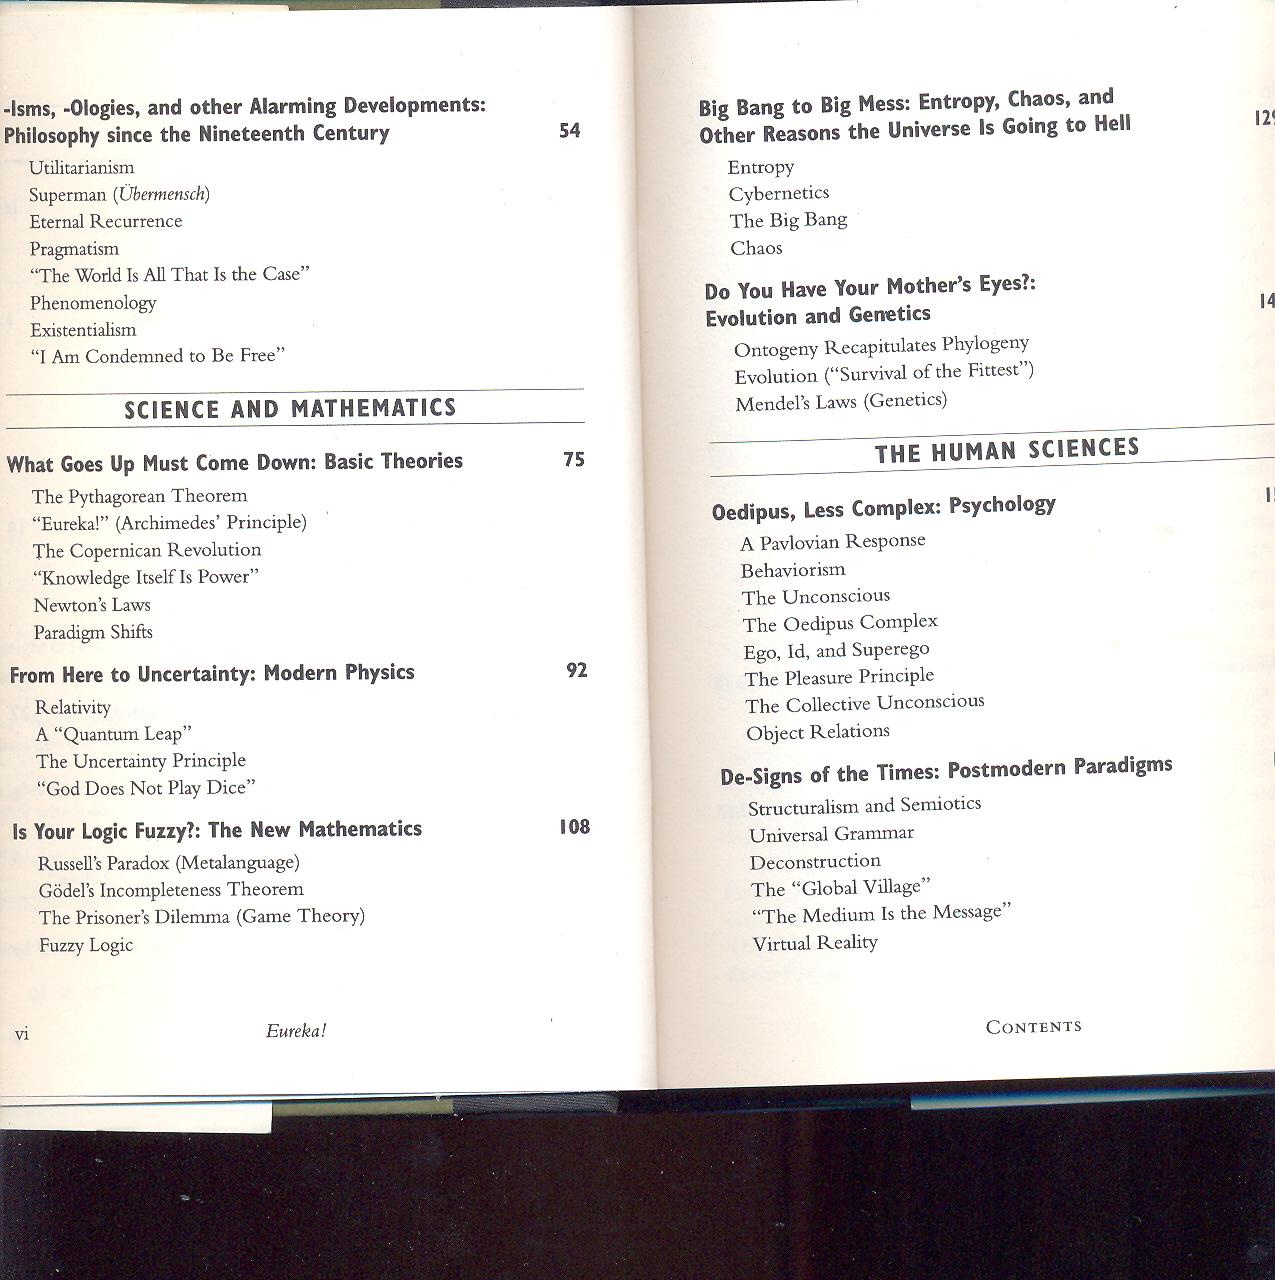 -Isms, -Ologies, and other Alarming Developments:
Philosophy since the Nineteenth Century 54
Utilitarianism
Superman (Übermensch)
Eternal Recurrence
Pragmatism
“The World Is All That Is the Case”
Phenomenology
Existentialism
“I Am Condemned to Be Free”
SCIENCE AND MATHEMATICS
What Goes Up Must Come Down: Basic Theories 75
The Pythagorean Theorem
“Eureka!” (Archimedes’ Principle)
The Copernican Revolution
“Knowledge Itself Is Power”
Newton’s Laws
Paradigm Shifts
From Here to Uncertainty: Modern Physics 92
Relativity
A “Quantum Leap”
The Uncertainty Principle
“God Does Not Play Dice”
Is Your Logic Fuzzy?: The New Mathematics 108
Russell’s Paradox (Metalanguage)
Gödel’s Incompleteness Theorem
The Prisoner’s Dilemma (Game Theory)
Fuzzy Logic
vi Eureka!
Big Bang to Big Mess: Entropy, Chaos, and
Other Reasons the Universe Is Going to Hell
Entropy
Cybernetics
The Big Bang
Chaos
Do You Have Your Mother’s Eyes?:
Evolution and Genetics
Ontogeny Recapitulates Phylogeny
Evolution (“Survival of the Fittest”)
Mendel’s Laws (Genetics)
THE HUMAN SCIENCES
Oedipus, Less Complex: Psychology
A Pavlovian Response
Behaviorism
The Unconscious
The Oedipus Complex
Ego, Id, and Superego
The Pleasure Principle
The Collective Unconscious
Object Relations
De-Signs of the Times: Postmodern Paradigms
Structuralism and Semiotics
Universal Grammar
Deconstruction
The “Global Village”
“The Medium Is the Message”
Virtual Reality
CONTENTS